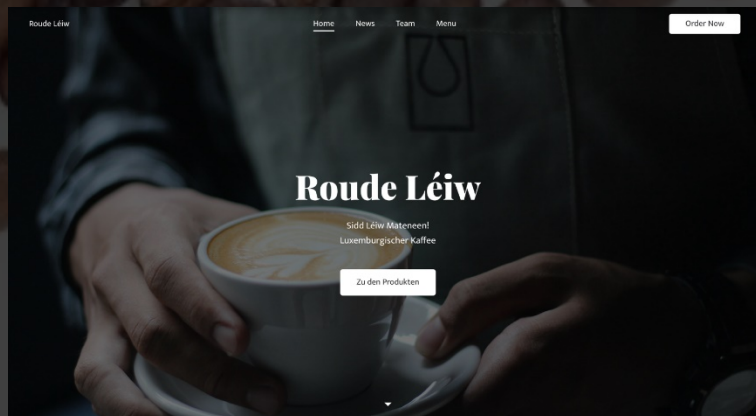 Roude Léiw
Home News Team Menu
Order Now
Roude Léiw
Sidd Léiw Mateneen!
Luxemburgischer Kaffee
Zu den Produkten